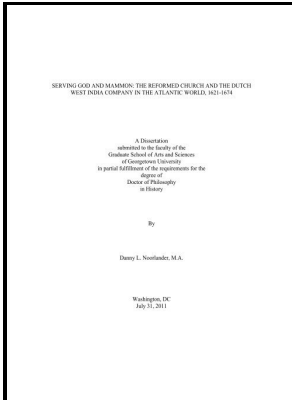 SERVING GOD AND MAMMON: THE REFORMED CHURCH AND THE DUTCH
WEST INDIA COMPANY IN THE ATLANTIC WORLD, 1621-1674
A Dissertation
submitted to the faculty of the
Graduate School of Arts and Sciences
of Georgetown University
in partial fulfillment of the requirements for the
degree of
Doctor of Philosophy
in History
By
Danny L. Noorlander, M.A.
Washington, DC
July 31, 2011